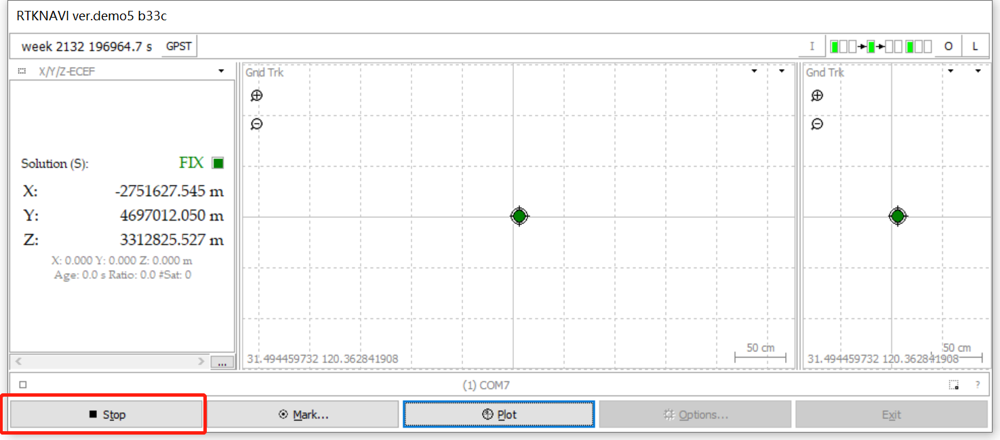 RTKNAVI ver.demo5 b33c
week 2132 196964.7 s GPST I O L
X/Y/Z-ECEF
Gnd Trk
Gnd Trk
Solution (S): FIX
X: -2751627.545 m
Y: 4697012.050 m
Z: 3312825.527 m
X: 0.000 Y: 0.000 Z: 0.000 m
Age: 0.0 s Ratio: 0.0 #Sat: 0
...
50 cm
31.494459732 120.362841908
50 cm
31.494459732 120.362841908
(1) COM7 ?
Stop Mark... Plot Options... Exit